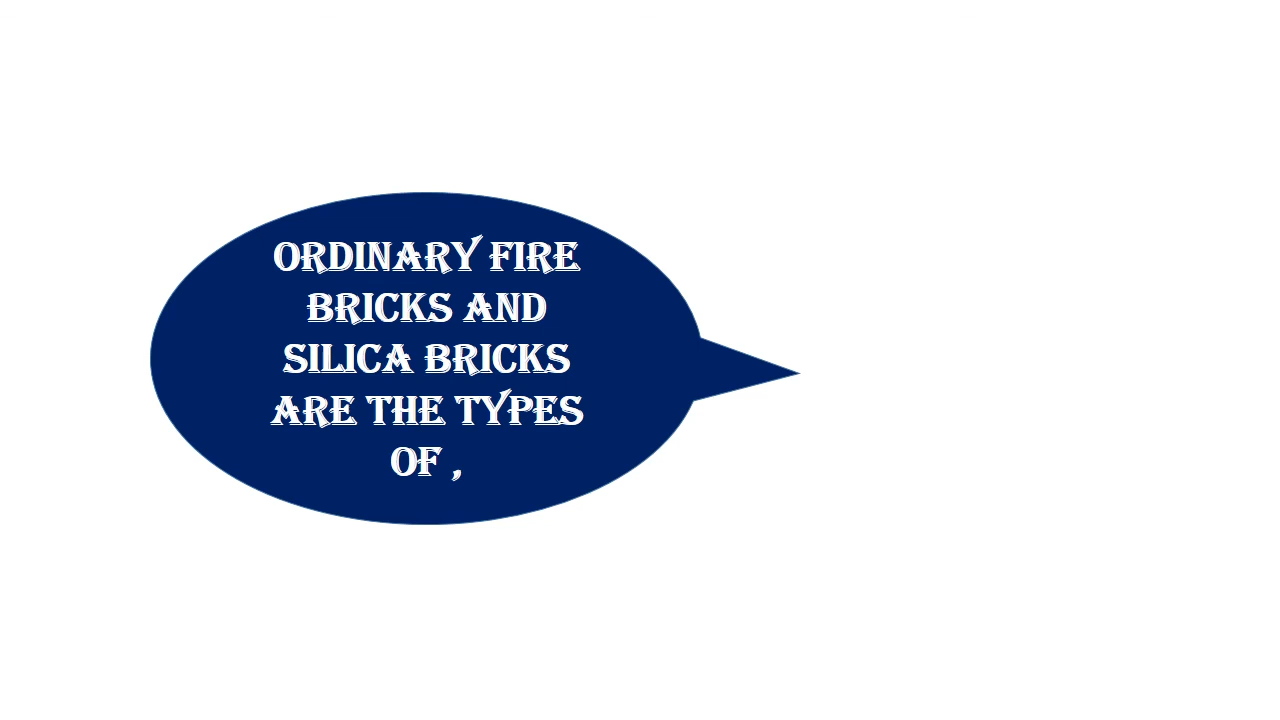 ORDINARY FIRE
BRICKS AND
SILICA BRICKS
ARE THE TYPES
OF ,